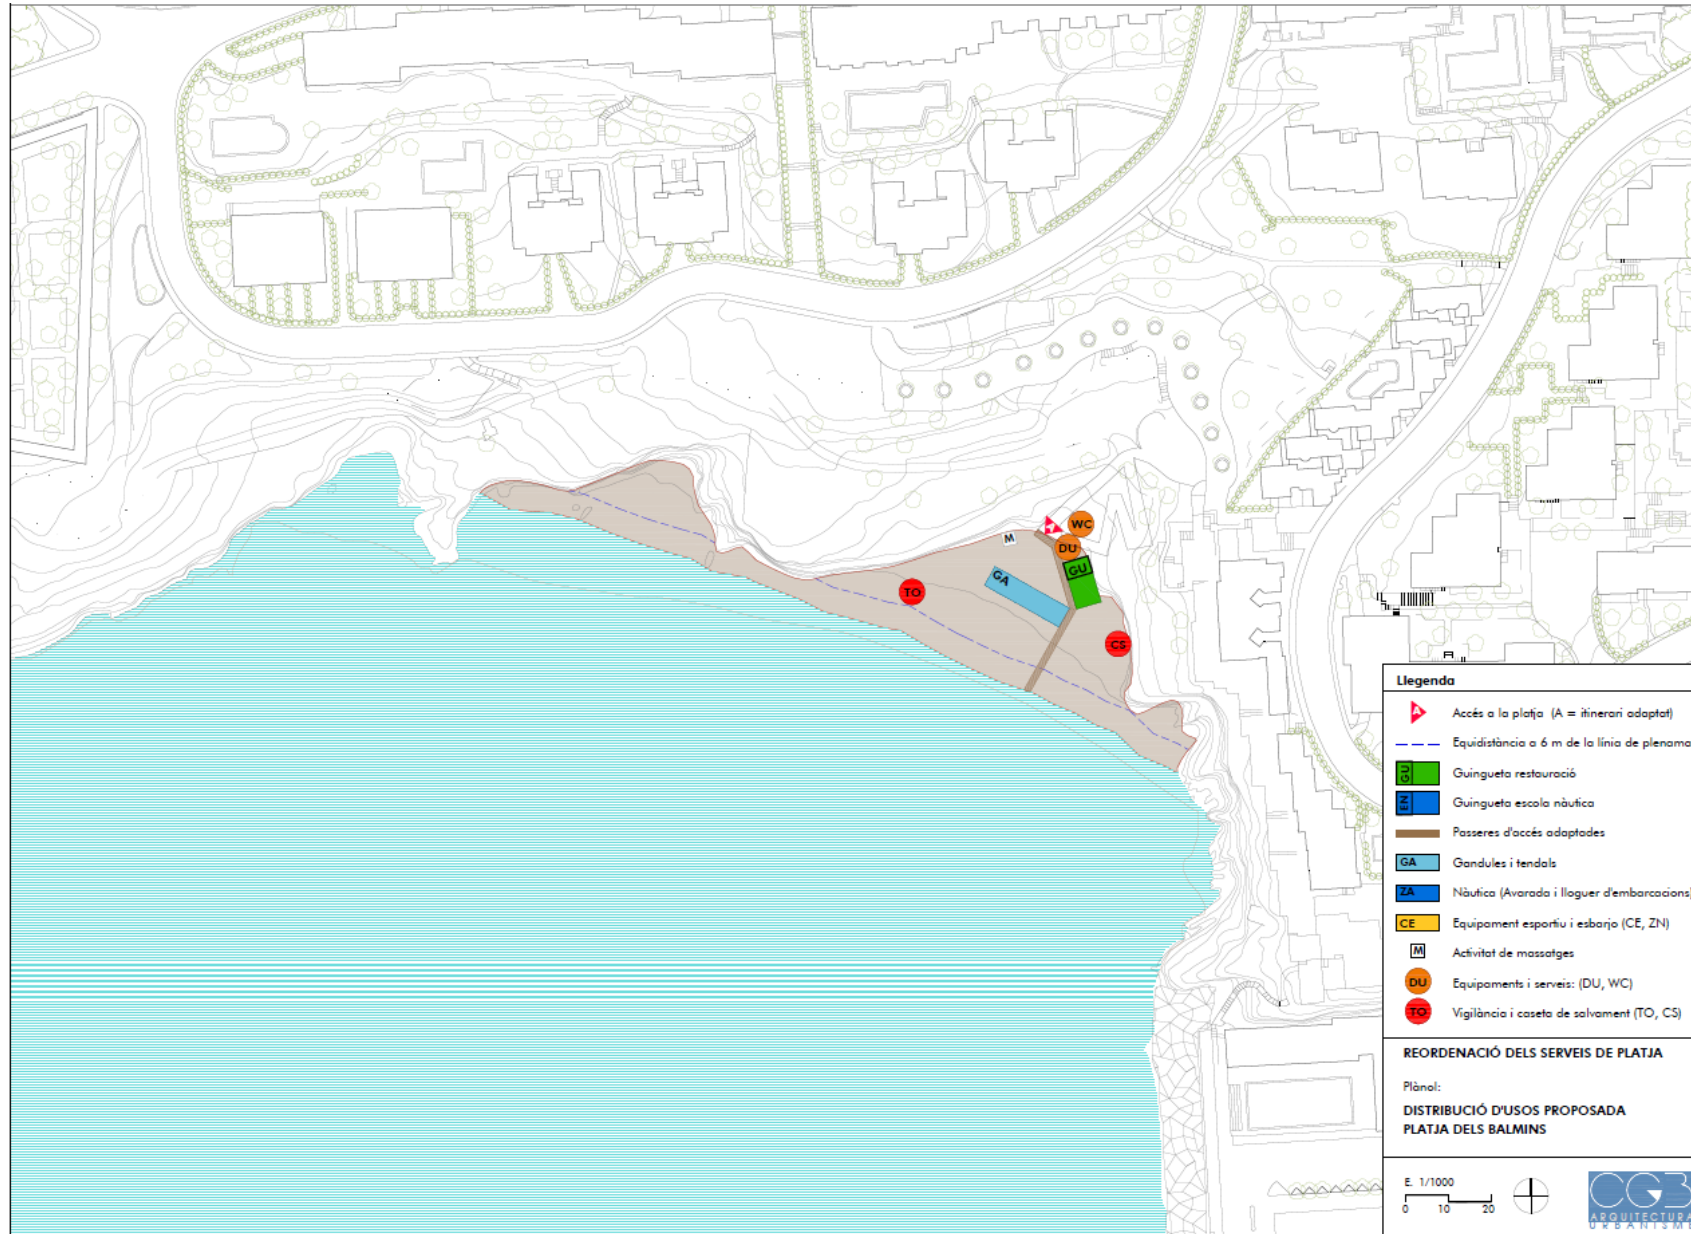 A
WC
M
DU
GU
GA
TO
CS
Llegenda
A Accés a la platja (A = itinerari adaptat)
Equidistància a 6 m de la línia de plenama
GU Guingueta restauració
EN Guingueta escola nàutica
Passeres d'accés adaptades
GA Gandules i tendals
ZA Nàutica (Avarada i lloguer d'embarcacions)
CE Equipament esportiu i esbarjo (CE, ZN)
M Activitat de massatges
DU Equipaments i serveis: (DU, WC)
TO Vigilància i caseta de salvament (TO, CS)
REORDENACIÓ DELS SERVEIS DE PLATJA
Plànol:
DISTRIBUCIÓ D'USOS PROPOSADA
PLATJA DELS BALMINS
E. 1/1000
0 10 20
CGB
ARQUITECTURA
URBANISME